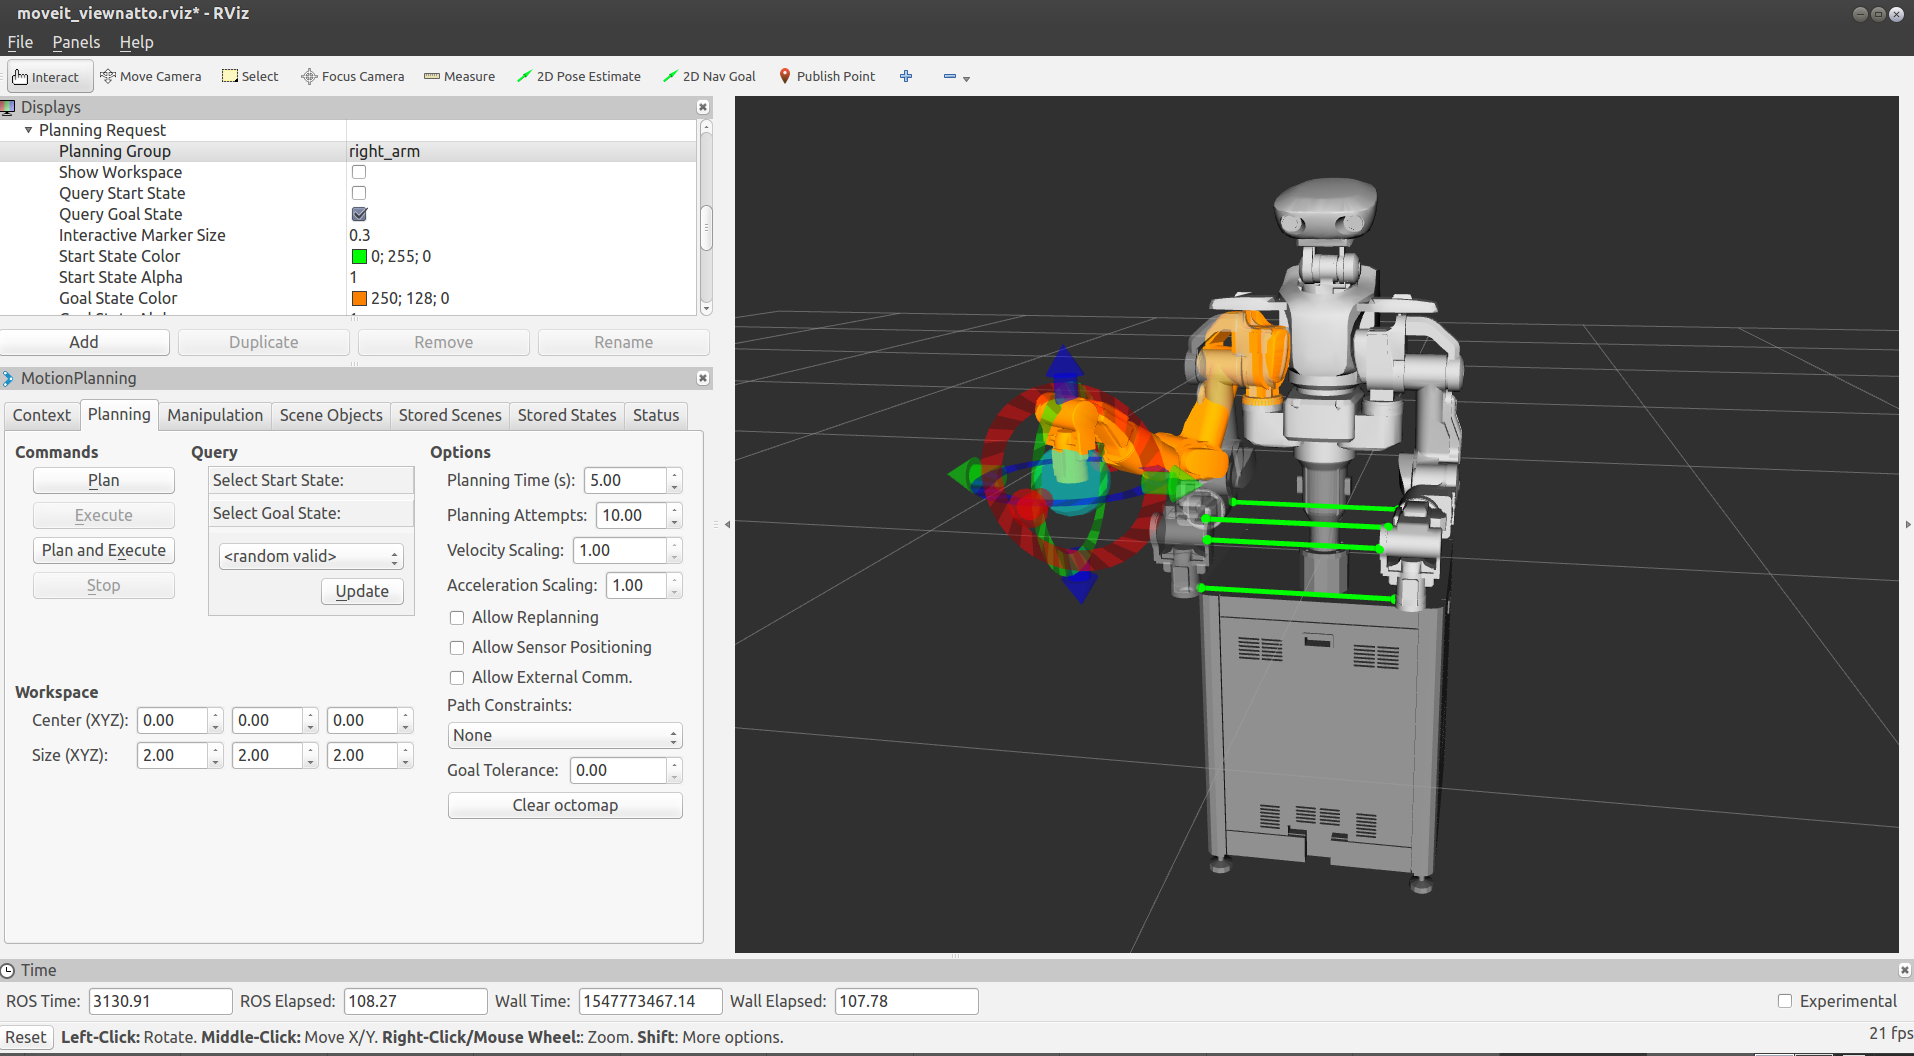 moveit_viewnatto.rviz* - RViz
File Panels Help
Interact Move Camera Select Focus Camera Measure 2D Pose Estimate 2D Nav Goal Publish Point
Displays
Planning Request
Planning Group right_arm
Show Workspace
Query Start State
Query Goal State
Interactive Marker Size 0.3
Start State Color 0; 255; 0
Start State Alpha 1
Goal State Color 250; 128; 0
Add Duplicate Remove Rename
MotionPlanning
Context Planning Manipulation Scene Objects Stored Scenes Stored States Status
Commands
Plan
Execute
Plan and Execute
Stop
Query
Select Start State:
Select Goal State:
<random valid>
Update
Options
Planning Time (s): 5.00
Planning Attempts: 10.00
Velocity Scaling: 1.00
Acceleration Scaling: 1.00
Allow Replanning
Allow Sensor Positioning
Allow External Comm.
Path Constraints:
None
Goal Tolerance: 0.00
Clear octomap
Workspace
Center (XYZ): 0.00 0.00 0.00
Size (XYZ): 2.00 2.00 2.00
Time
ROS Time: 3130.91 ROS Elapsed: 108.27 Wall Time: 1547773467.14 Wall Elapsed: 107.78 Experimental
Reset Left-Click: Rotate. Middle-Click: Move X/Y. Right-Click/Mouse Wheel:: Zoom. Shift: More options. 21 fps